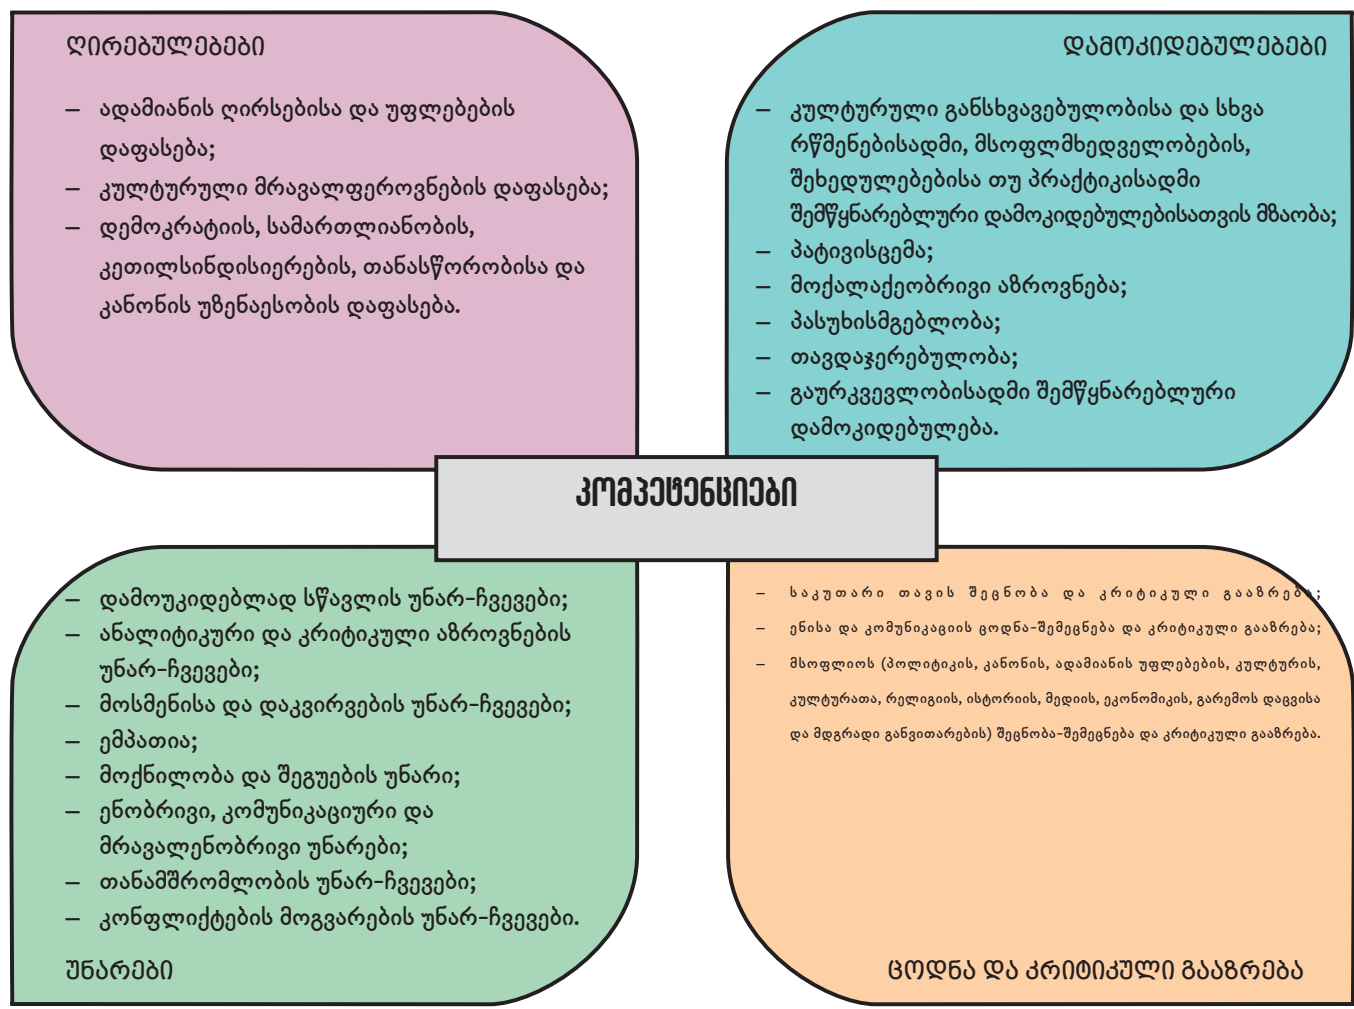 ღირებულებები
– ადამიანის ღირსებისა და უფლებების
დაფასება;
– კულტურული მრავალფეროვნების დაფასება;
– დემოკრატიის, სამართლიანობის,
კეთილსინდისიერების, თანასწორობისა და
კანონის უზენაესობის დაფასება.
დამოკიდებულებები
– კულტურული განსხვავებულობისა და სხვა
რწმენებისადმი, მსოფლმხედველობების,
შეხედულებებისა თუ პრაქტიკისადმი
შემწყნარებლური დამოკიდებულებისათვის მზაობა;
– პატივისცემა;
– მოქალაქეობრივი აზროვნება;
– პასუხისმგებლობა;
– თავდაჯერებულობა;
– გაურკვევლობისადმი შემწყნარებლური
დამოკიდებულება.
კომპეტენციები
– დამოუკიდებლად სწავლის უნარ-ჩვევები;
– ანალიტიკური და კრიტიკული აზროვნების
უნარ-ჩვევები;
– მოსმენისა და დაკვირვების უნარ-ჩვევები;
– ემპათია;
– მოქნილობა და შეგუების უნარი;
– ენობრივი, კომუნიკაციური და
მრავალენობრივი უნარები;
– თანამშრომლობის უნარ-ჩვევები;
– კონფლიქტების მოგვარების უნარ-ჩვევები.
უნარები
– საკუთარი თავის შეცნობა და კრიტიკული გააზრება;
– ენისა და კომუნიკაციის ცოდნა-შემეცნება და კრიტიკული გააზრება;
– მსოფლიოს (პოლიტიკის, კანონის, ადამიანის უფლებების, კულტურის,
კულტურათა, რელიგიის, ისტორიის, მედიის, ეკონომიკის, გარემოს დაცვისა
და მდგრადი განვითარების) შეცნობა-შემეცნება და კრიტიკული გააზრება.
ცოდნა და კრიტიკული გააზრება